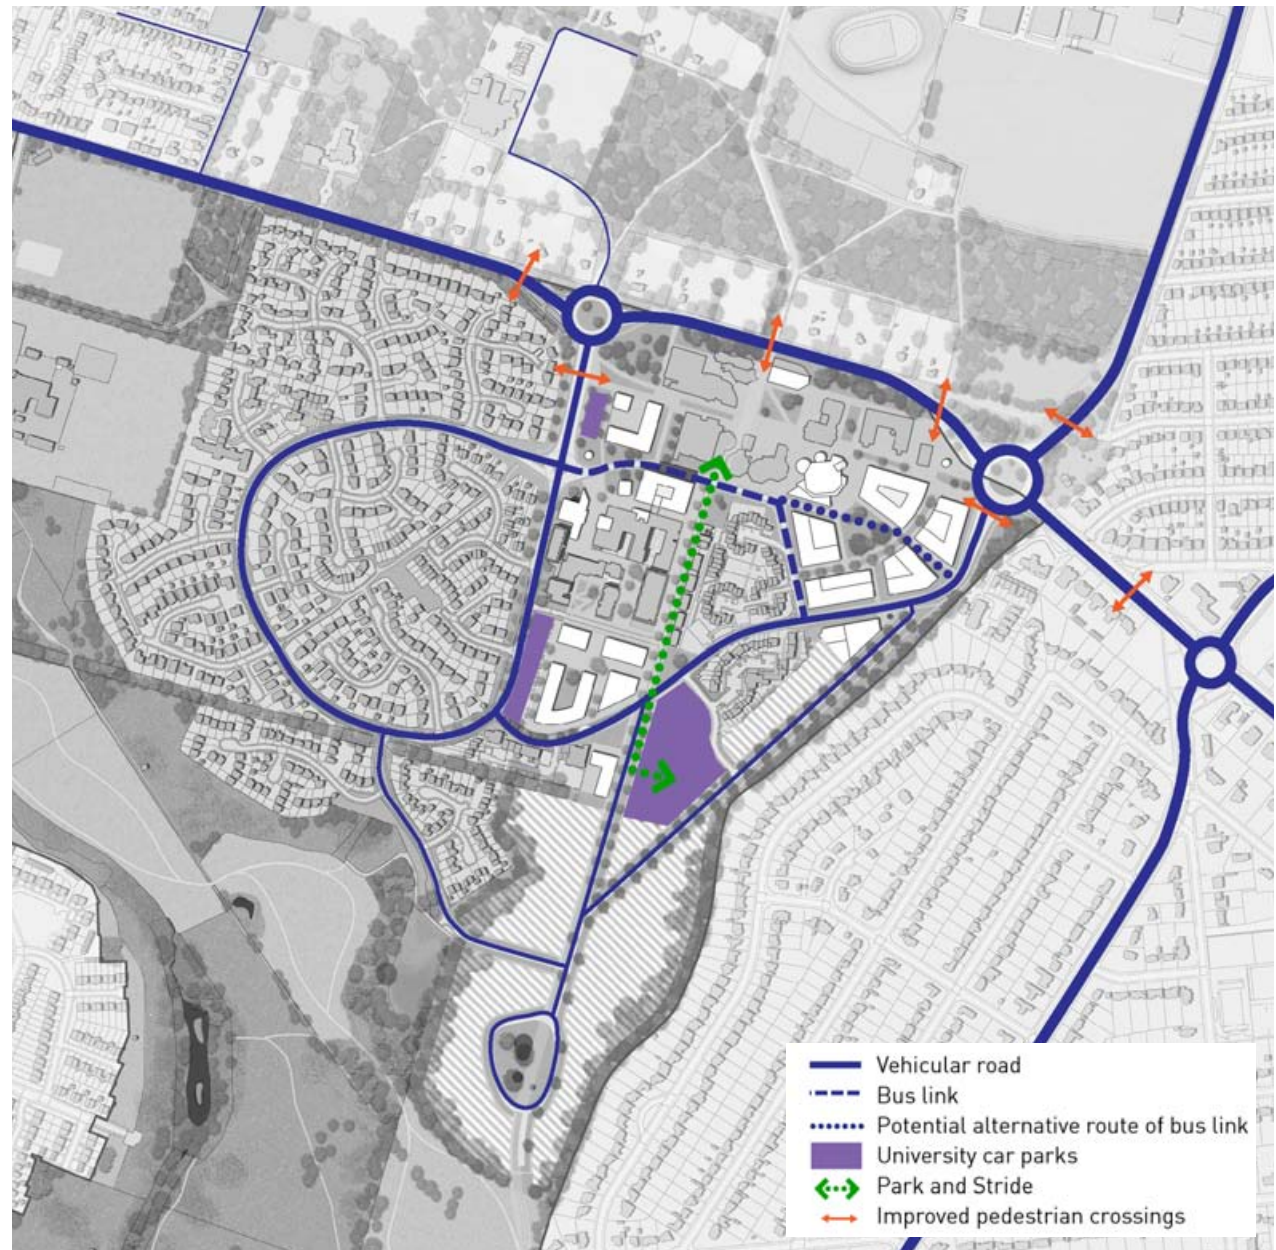 Vehicular road
Bus link
Potential alternative route of bus link
University car parks
Park and Stride
Improved pedestrian crossings